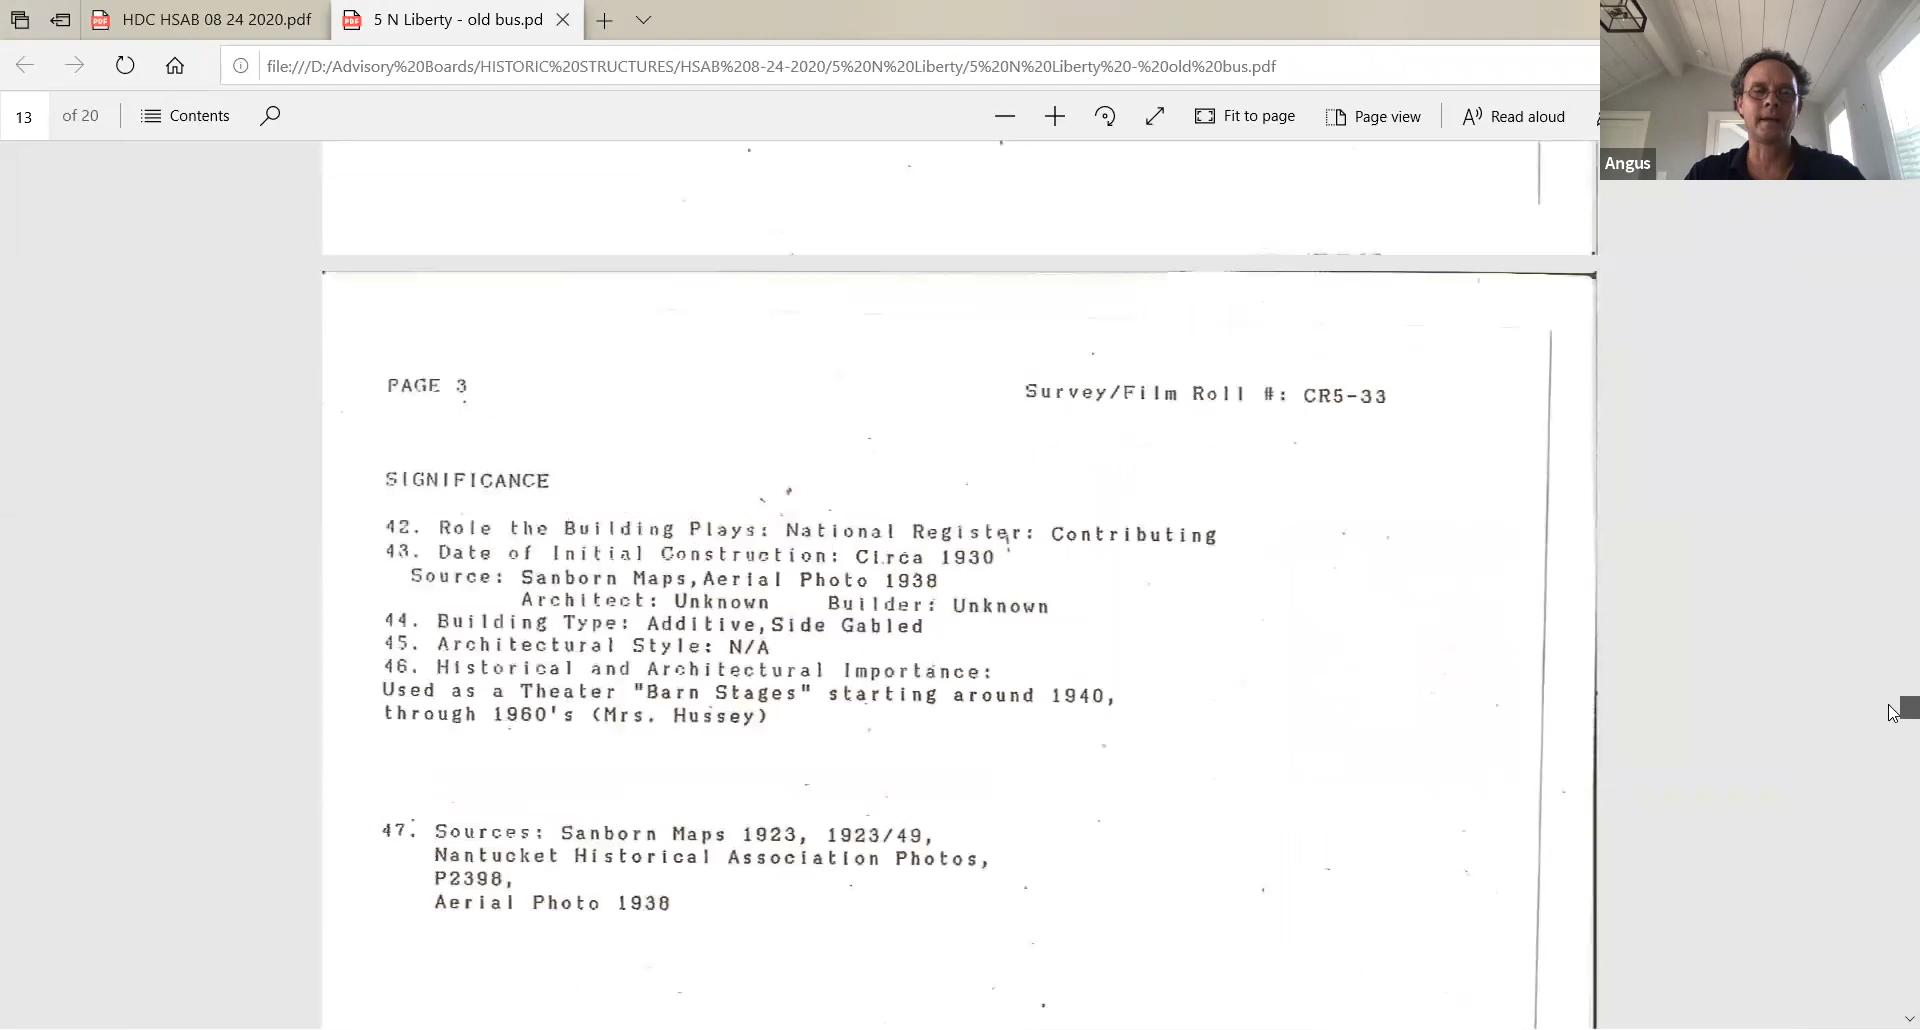 HDC HSAB 08 24 2020.pdf
5 N Liberty - old bus.pd
file:///D:/Advisory%20Boards/HISTORIC%20STRUCTURES/HSAB%208-24-2020/5%20N%20Liberty/5%20N%20Liberty%20-%20old%20bus.pdf
13 of 20 Contents Fit to page Page view Read aloud
Angus
PAGE 3 Survey/Film Roll #: CR5-33
SIGNIFICANCE
42. Role the Building Plays: National Register: Contributing
43. Date of Initial Construction: Circa 1930
Source: Sanborn Maps,Aerial Photo 1938
Architect: Unknown Builder: Unknown
44. Building Type: Additive,Side Gabled
45. Architectural Style: N/A
46. Historical and Architectural Importance:
Used as a Theater "Barn Stages" starting around 1940,
through 1960's (Mrs. Hussey)
47. Sources: Sanborn Maps 1923, 1923/49,
Nantucket Historical Association Photos,
P2398,
Aerial Photo 1938